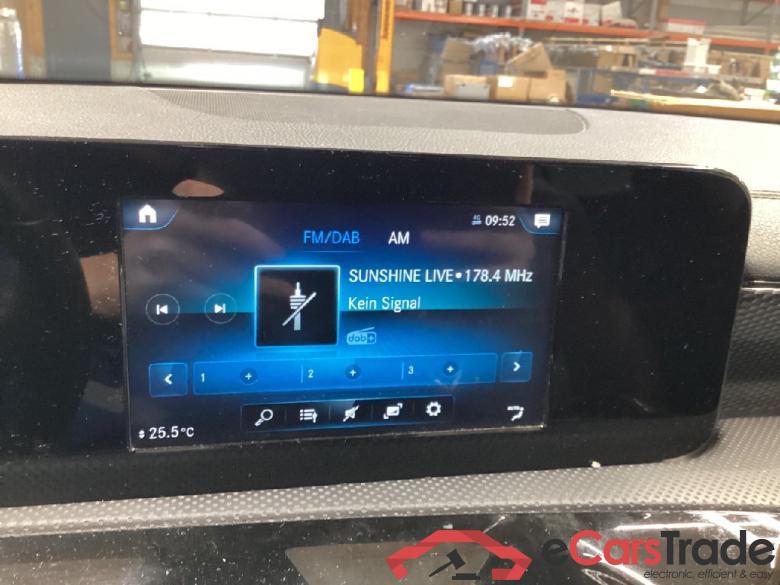 4G 09:52
FM/DAB AM
SUNSHINE LIVE • 178.4 MHz
Kein Signal
dab+
< 1 + 2 + 3 + >
25.5°C
eCarsTrade
electronic, efficient & easy